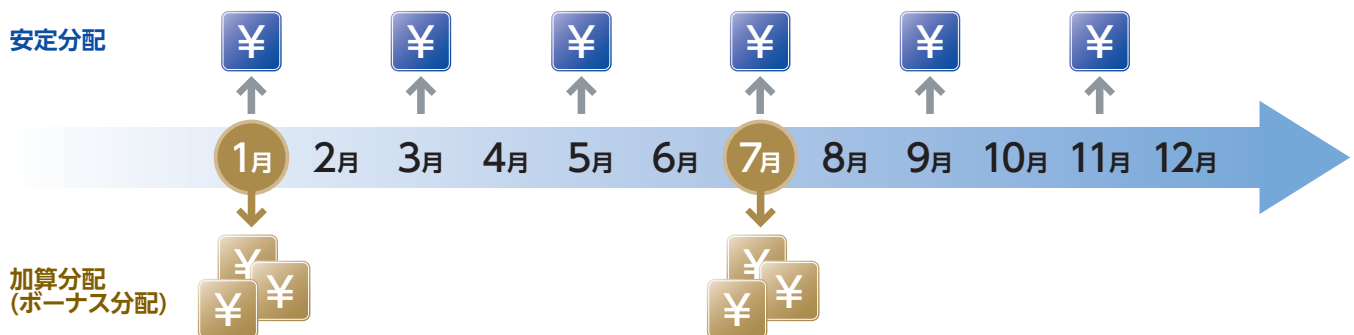 安定分配
¥ ¥ ¥ ¥ ¥ ¥
1月 2月 3月 4月 5月 6月 7月 8月 9月 10月 11月 12月
加算分配
(ボーナス分配)
¥ ¥ ¥ ¥ ¥ ¥